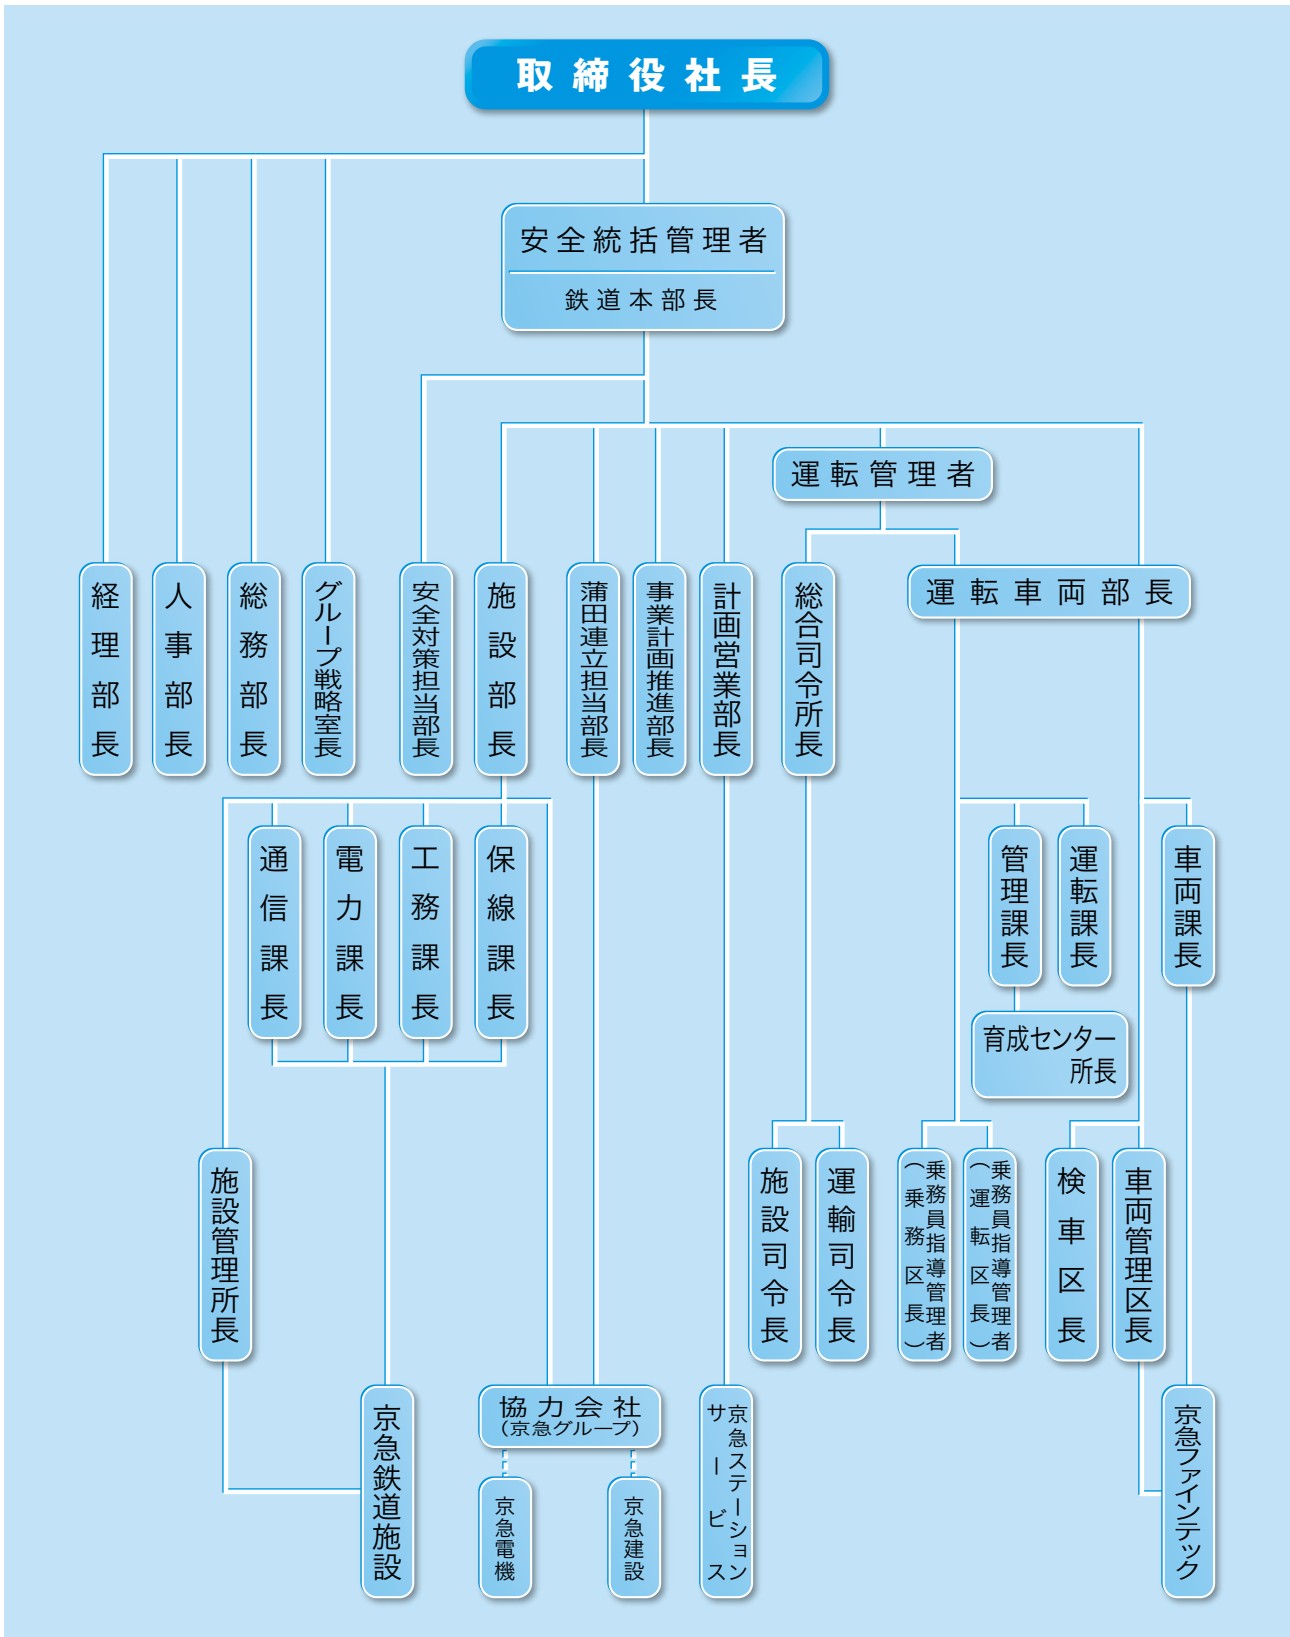 取締役社長
安全統括管理者
鉄道本部長
運転管理者
経理部長
人事部長
総務部長
グループ戦略室長
安全対策担当部長
施設部長
蒲田連立担当部長
事業計画推進部長
計画営業部長
総合司令所長
運転車両部長
通信課長
電力課長
工務課長
保線課長
管理課長
運転課長
車両課長
育成センター
所長
施設管理所長
施設司令長
運輸司令長
乗務員指導管理者
（乗務区長）
乗務員指導管理者
（運転区長）
検車区長
車両管理区長
京急鉄道施設
協力会社
（京急グループ）
京急電機
京急建設
京急ステーション
サービス
京急ファインテック